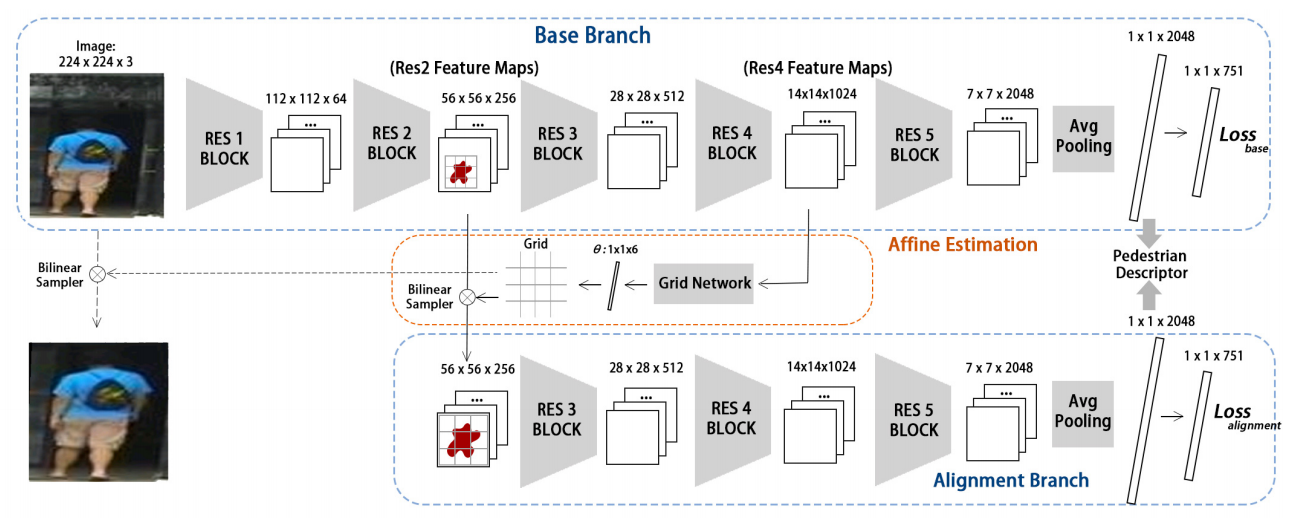 Base Branch
Image:
224 x 224 x 3
(Res2 Feature Maps)
(Res4 Feature Maps)
1 x 1 x 2048
1 x 1 x 751
112 x 112 x 64
56 x 56 x 256
28 x 28 x 512
14x14x1024
7 x 7 x 2048
RES 1
BLOCK
...
RES 2
BLOCK
...
RES 3
BLOCK
...
RES 4
BLOCK
...
RES 5
BLOCK
...
Avg
Pooling
Loss
base
Affine Estimation
Bilinear
Sampler
Grid
θ : 1x1x6
Grid Network
Bilinear
Sampler
Pedestrian
Descriptor
1 x 1 x 2048
1 x 1 x 751
56 x 56 x 256
28 x 28 x 512
14x14x1024
7 x 7 x 2048
...
RES 3
BLOCK
...
RES 4
BLOCK
...
RES 5
BLOCK
...
Avg
Pooling
Loss
alignment
Alignment Branch